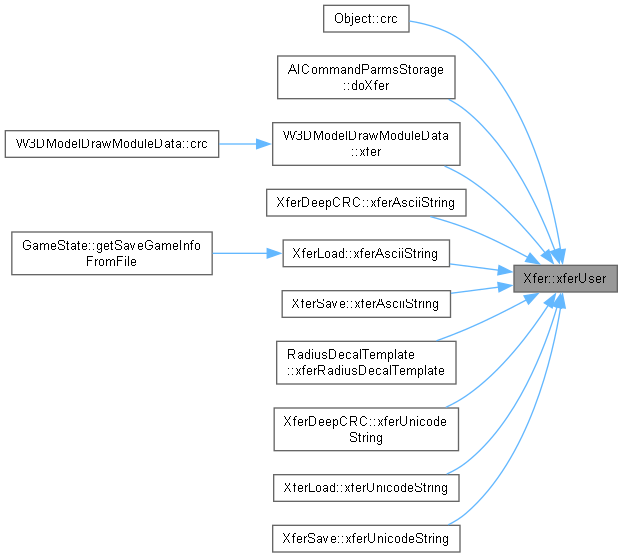 Object::crc
AICommandParmsStorage
::doXfer
W3DModelDrawModuleData::crc
W3DModelDrawModuleData
::xfer
XferDeepCRC::xferAsciiString
GameState::getSaveGameInfo
FromFile
XferLoad::xferAsciiString
Xfer::xferUser
XferSave::xferAsciiString
RadiusDecalTemplate
::xferRadiusDecalTemplate
XferDeepCRC::xferUnicode
String
XferLoad::xferUnicodeString
XferSave::xferUnicodeString